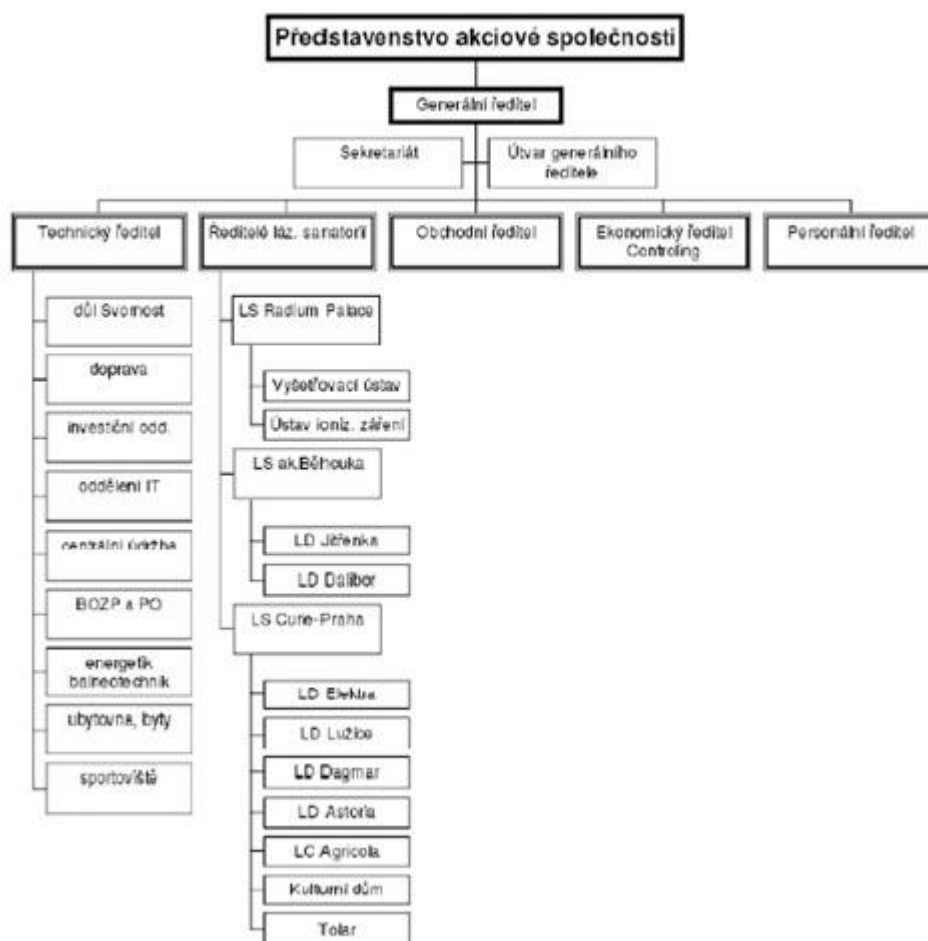 Představenstvo akciové společnosti
Generální ředitel
Sekretariát
Útvar generálního
ředitele
Technický ředitel
Ředitelé láz. sanatorií
Obchodní ředitel
Ekonomický ředitel
Controling
Personální ředitel
důl Svornost
doprava
investiční odd.
oddělení IT
centrální údržba
BOZP a PO
energetik
balneotechnik
ubytovna, byty
sportoviště
LS Radium Palace
Vyšetřovací ústav
Ústav ioniz. záření
LS ak.Běhouka
LD Jitřenka
LD Dalibor
LS Curie-Praha
LD Elektra
LD Lužice
LD Dagmar
LD Astoria
LC Agricola
Kulturní dům
Tolar